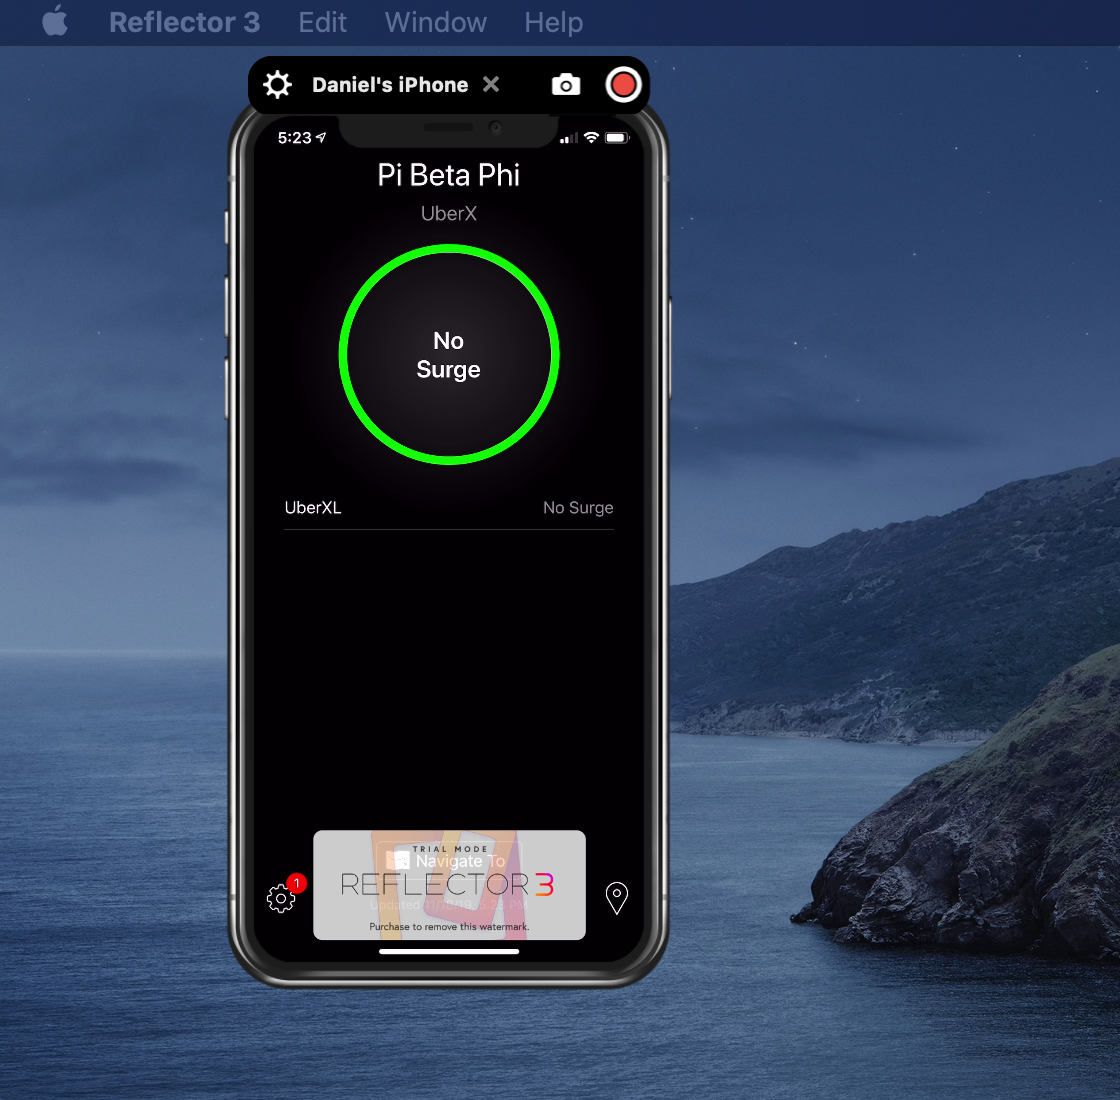 Reflector 3 Edit Window Help
Daniel's iPhone
5:23
Pi Beta Phi
UberX
No
Surge
UberXL No Surge
TRIAL MODE
Navigate To
REFLECTOR 3
1
Updated PM
Purchase to remove this watermark.